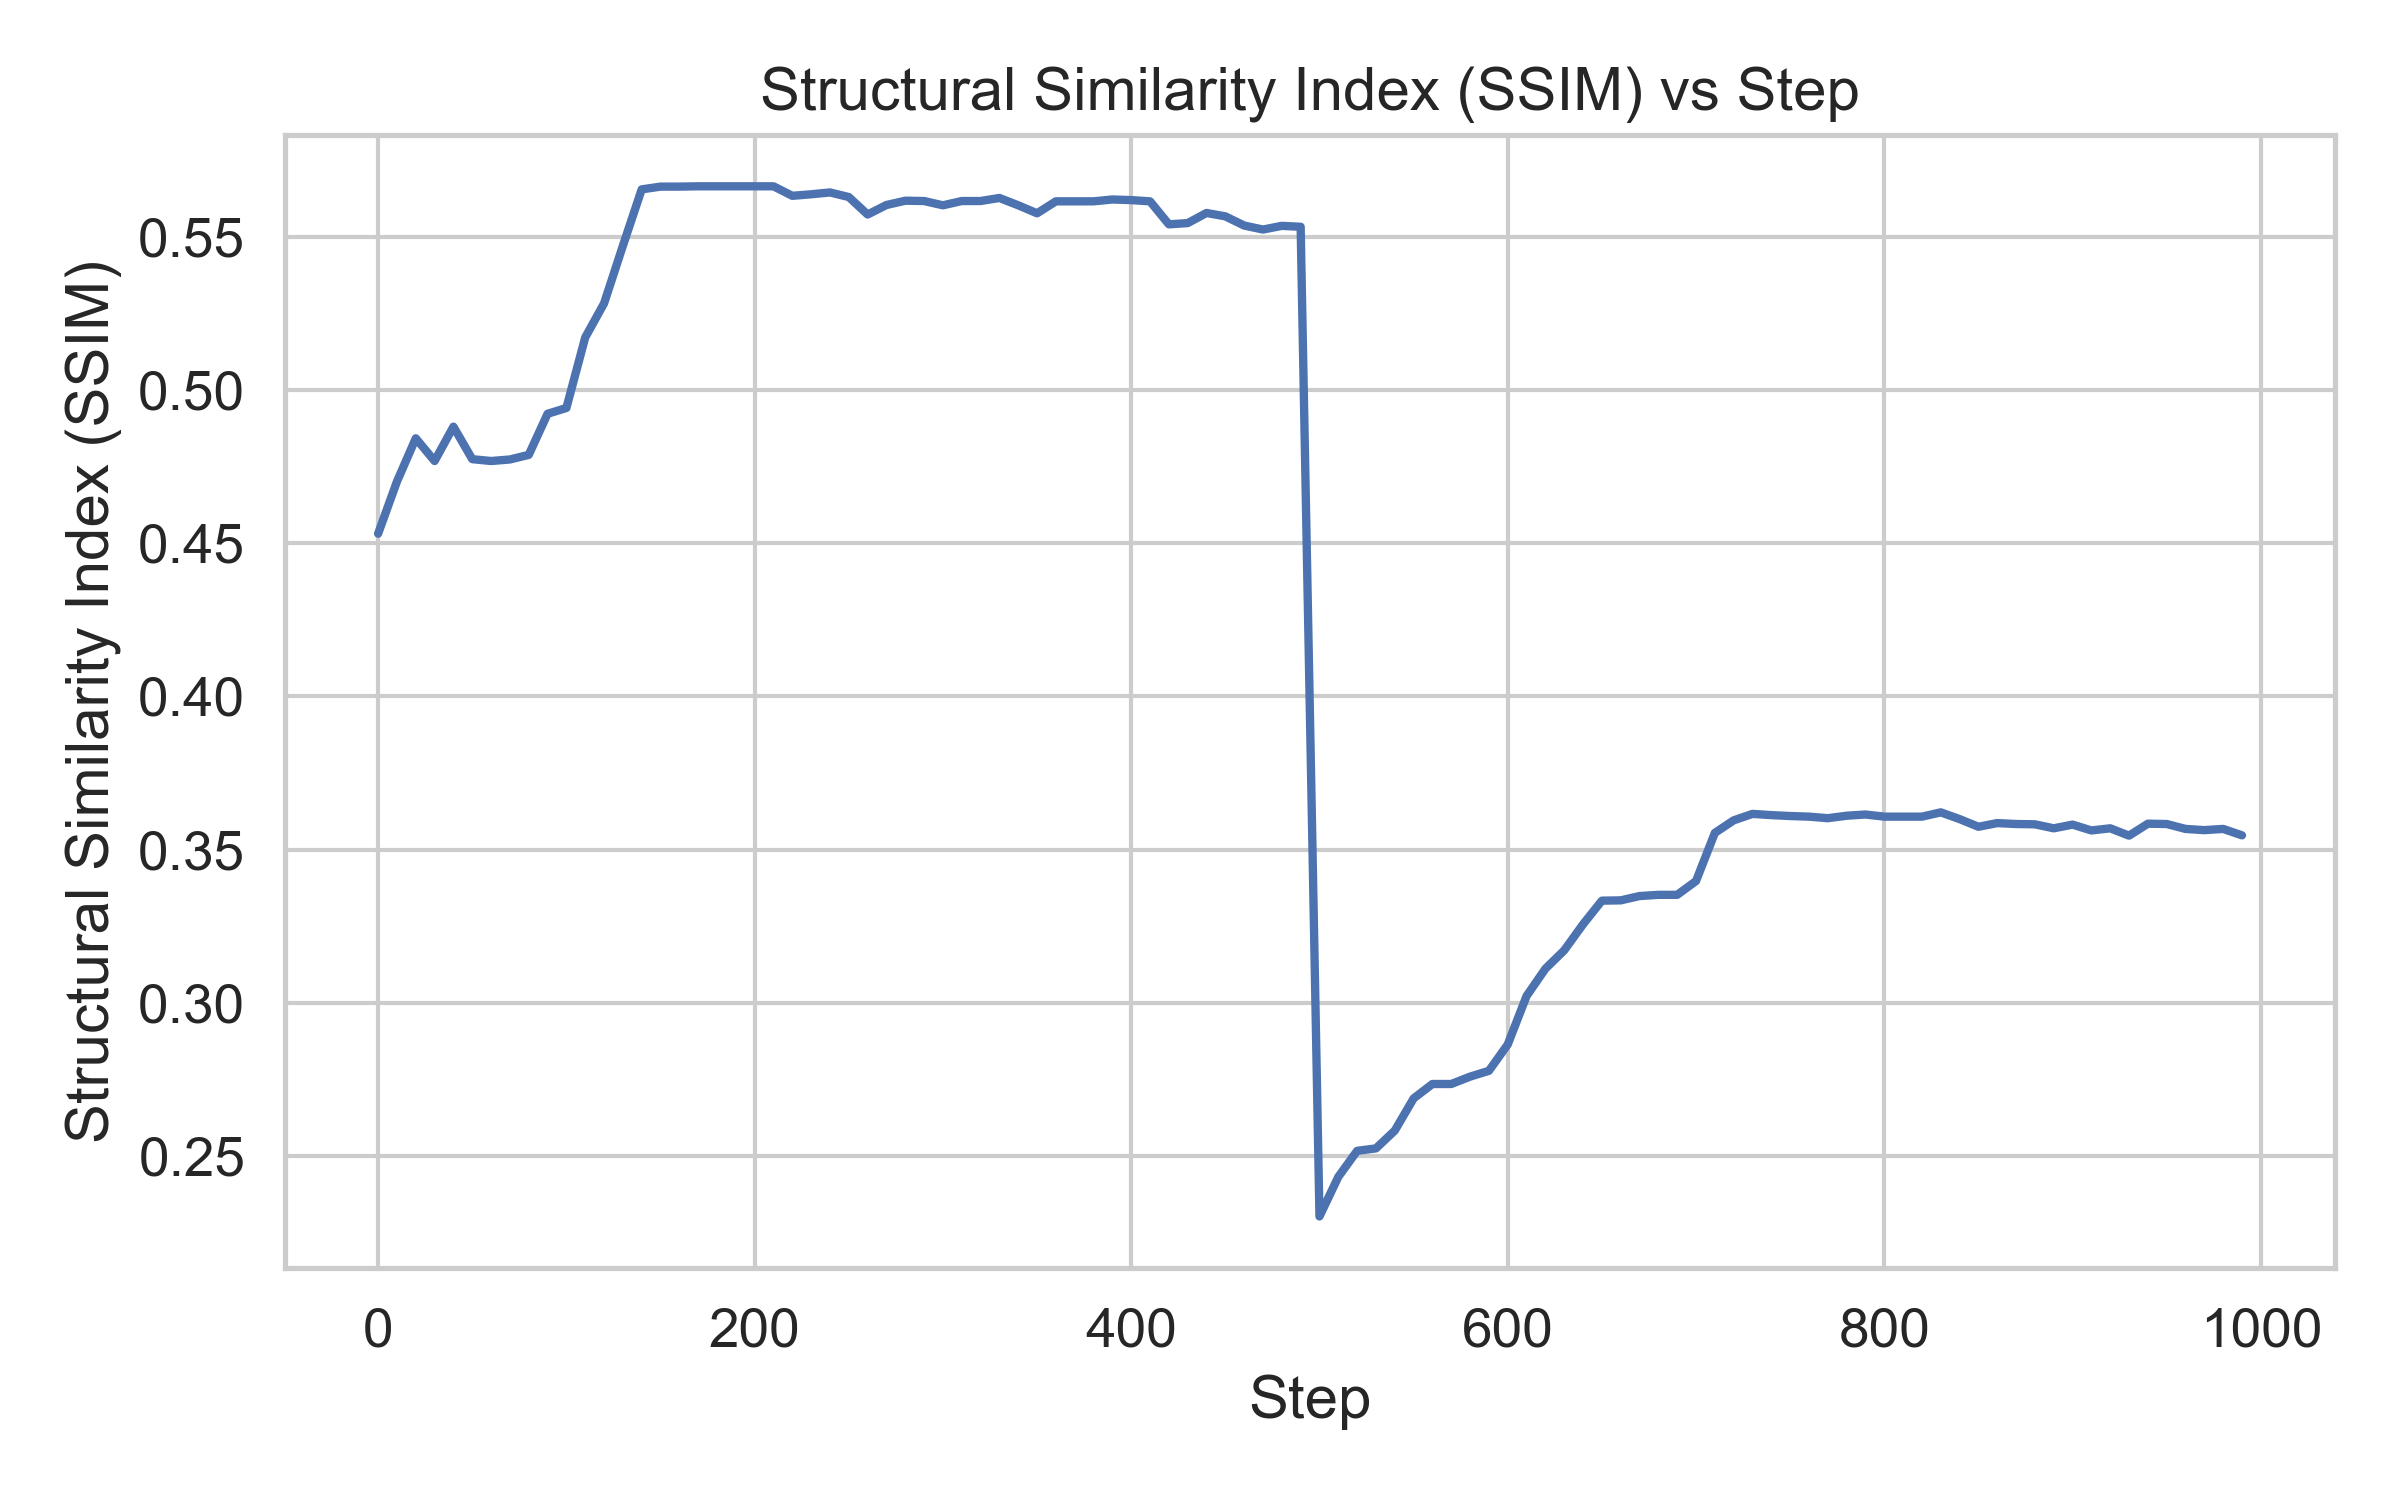 Structural Similarity Index (SSIM) vs Step
Structural Similarity Index (SSIM)
0.55
0.50
0.45
0.40
0.35
0.30
0.25
0 200 400 600 800 1000
Step